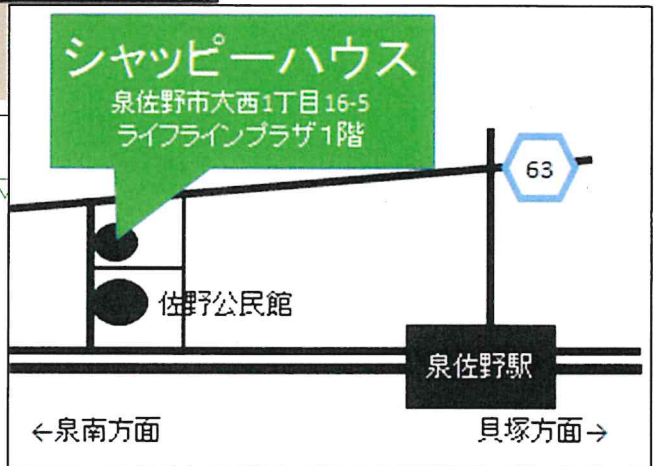 シャッピーハウス
泉佐野市大西1丁目16-5
ライフラインプラザ1階
63
佐野公民館
泉佐野駅
←泉南方面
貝塚方面→